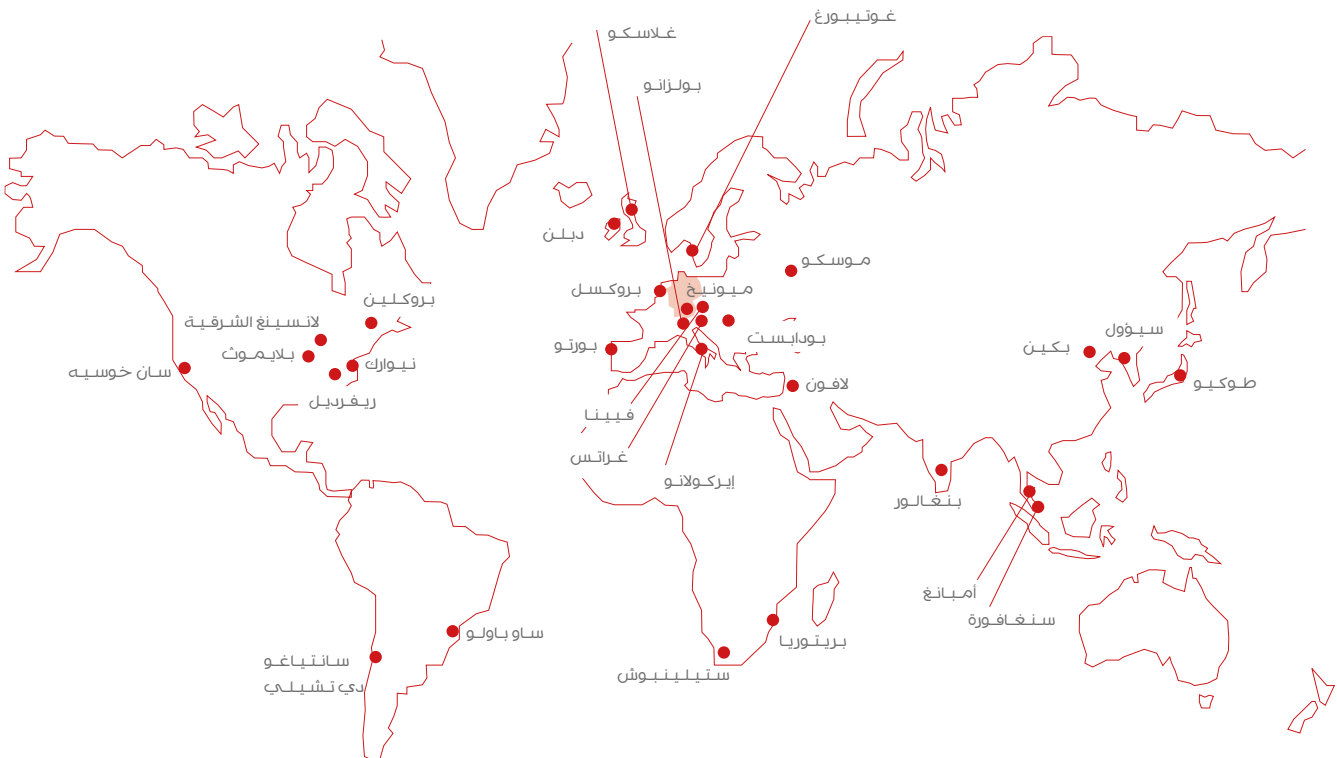 غوتيبورغ
غلاسكو
بولزانو
دبلن
موسكو
بروكسل
ميونيخ
بروكلين
لانسينغ الشرقية
بلايموث
نيوارك
سان خوسيه
ريفرديل
بورتو
بودابست
لافون
سيؤول
بكين
طوكيو
فيينا
غراتس
إيركولانو
بنغالور
أمبانغ
سنغافورة
ساو باولو
سانتياغو
دي تشيلي
بريتوريا
ستيلينبوش